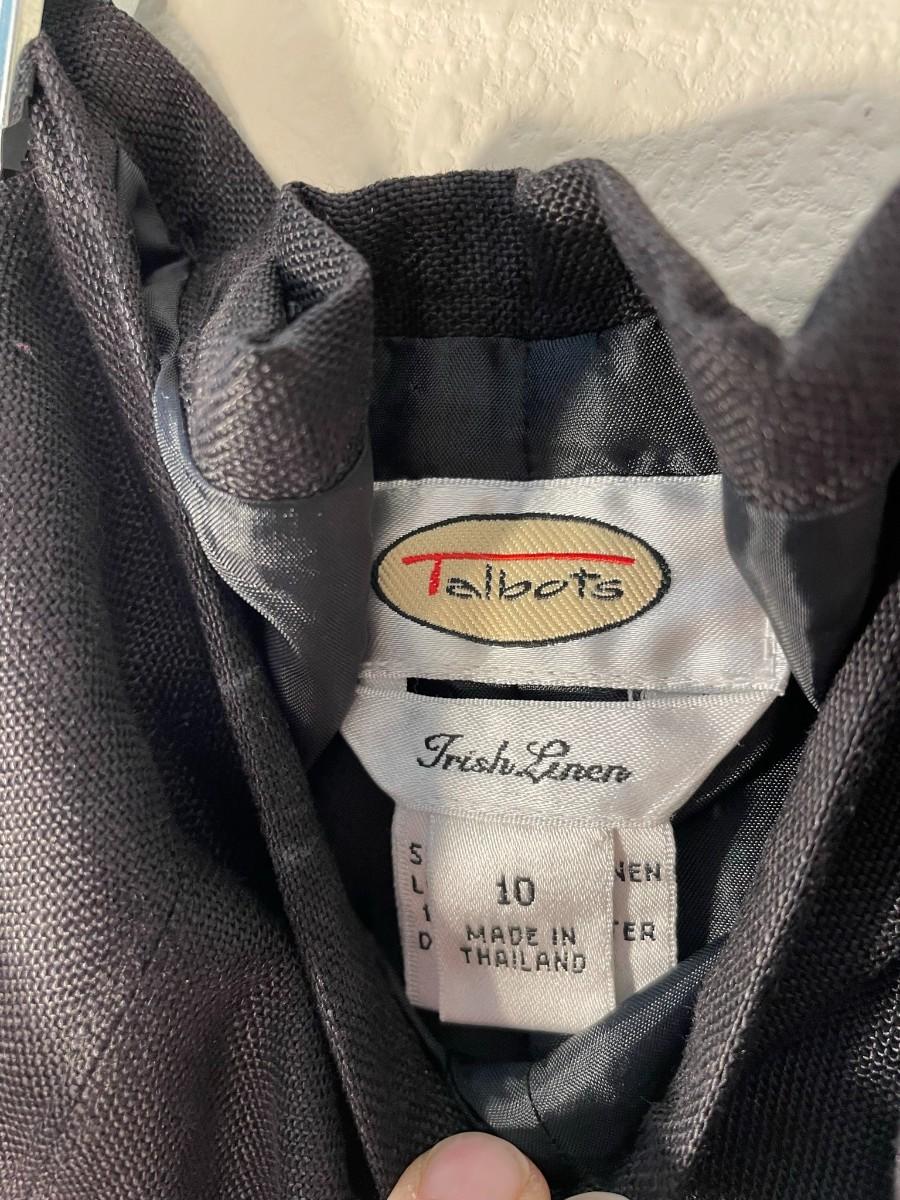 Talbots
Irish Linen
10
MADE IN
THAILAND